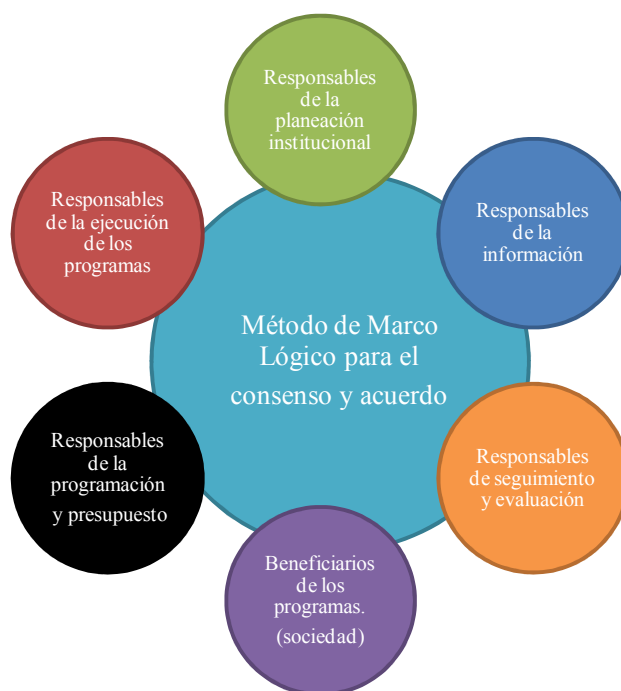 Responsables
de la
planeación
institucional
Responsables
de la ejecución
de los
programas
Responsables
de la
información
Método de Marco
Lógico para el
consenso y acuerdo
Responsables
de la
programación
y presupuesto
Responsables
de seguimiento
y evaluación
Beneficiarios
de los
programas.
(sociedad)